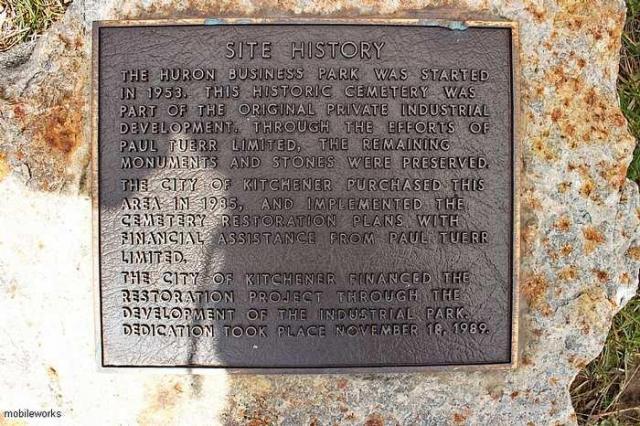 SITE HISTORY
THE HURON BUSINESS PARK WAS STARTED
IN 1953. THIS HISTORIC CEMETERY WAS
PART OF THE ORIGINAL PRIVATE INDUSTRIAL
DEVELOPMENT. THROUGH THE EFFORTS OF
PAUL TUERR LIMITED, THE REMAINING
MONUMENTS AND STONES WERE PRESERVED.
THE CITY OF KITCHENER PURCHASED THIS
AREA IN 1985, AND IMPLEMENTED THE
CEMETERY RESTORATION PLANS WITH
FINANCIAL ASSISTANCE FROM PAUL TUERR
LIMITED.
THE CITY OF KITCHENER FINANCED THE
RESTORATION PROJECT THROUGH THE
DEVELOPMENT OF THE INDUSTRIAL PARK.
DEDICATION TOOK PLACE NOVEMBER 18, 1989.
mobileworks